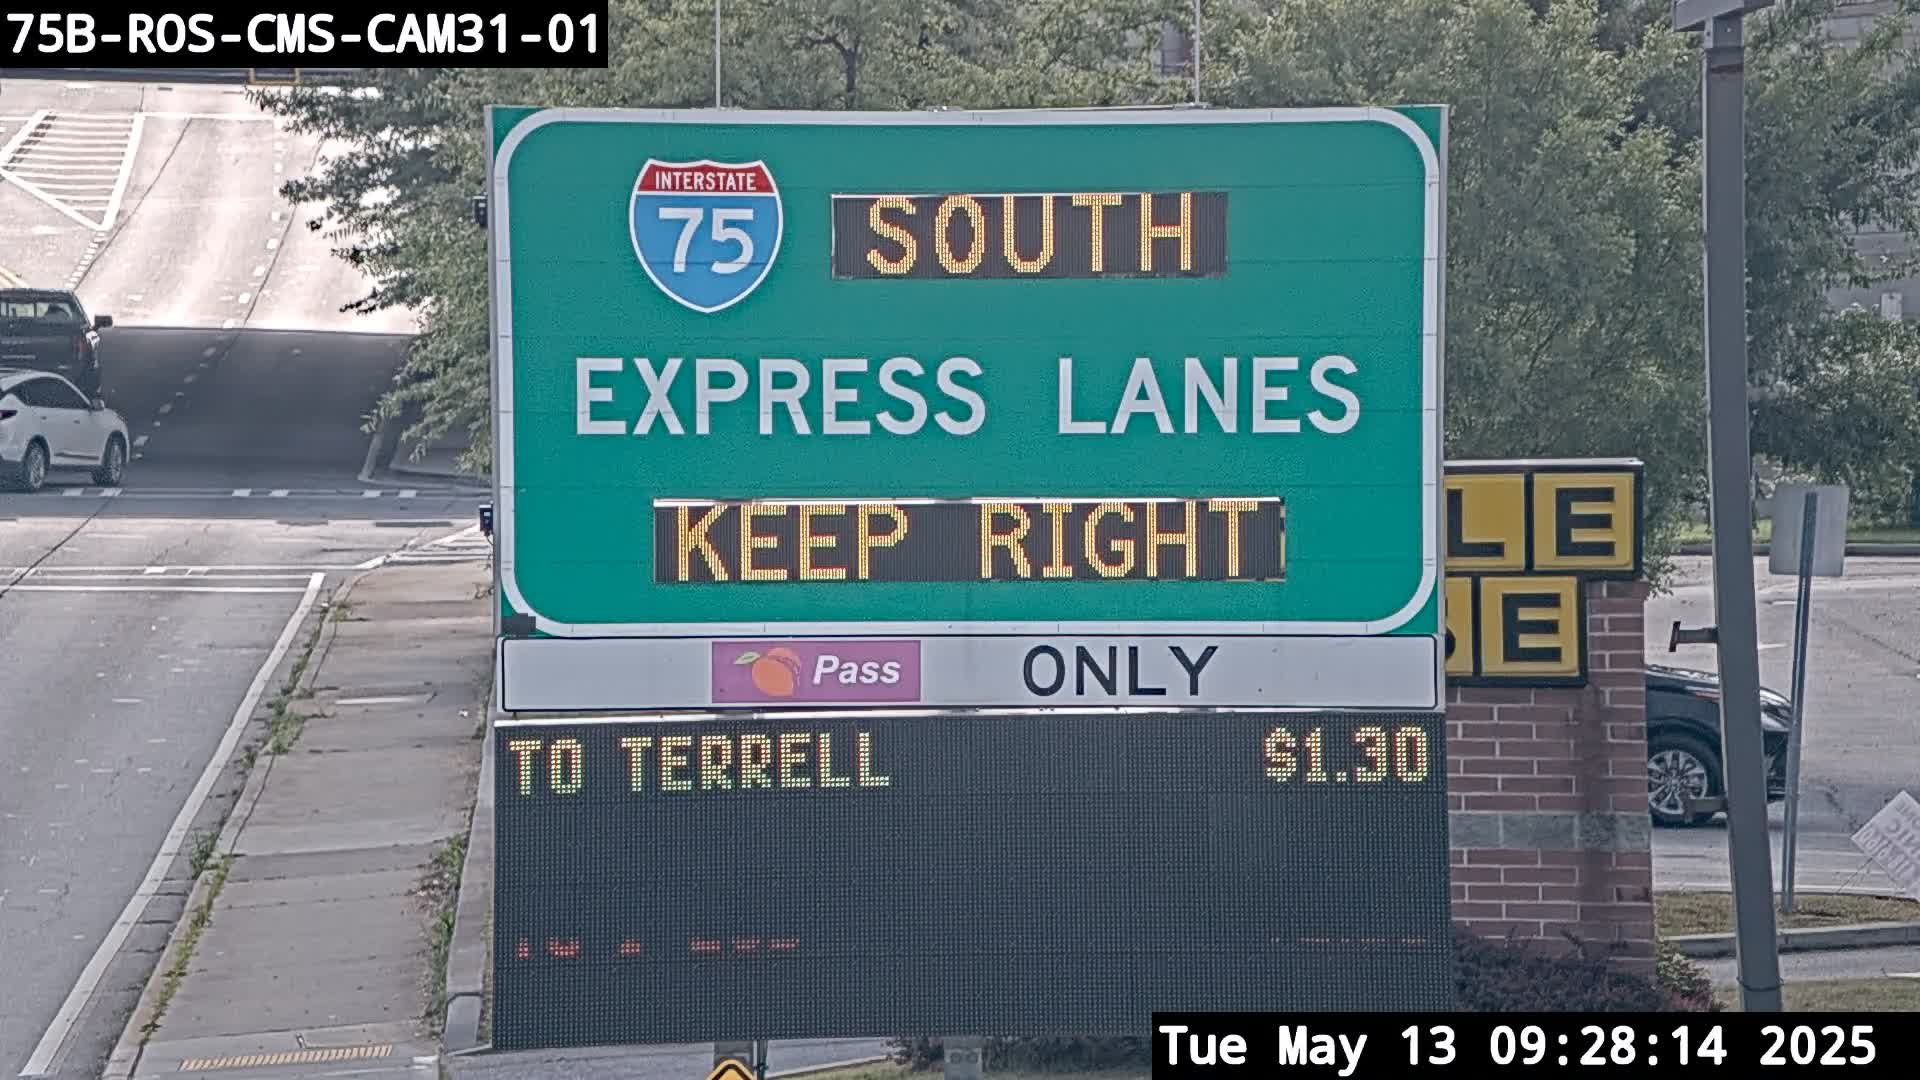 75B-ROS-CMS-CAM31-01
INTERSTATE
75
SOUTH
EXPRESS LANES
KEEP RIGHT
LE
E
Pass ONLY
TO TERRELL $1.30
Tue May 13 09:28:14 2025